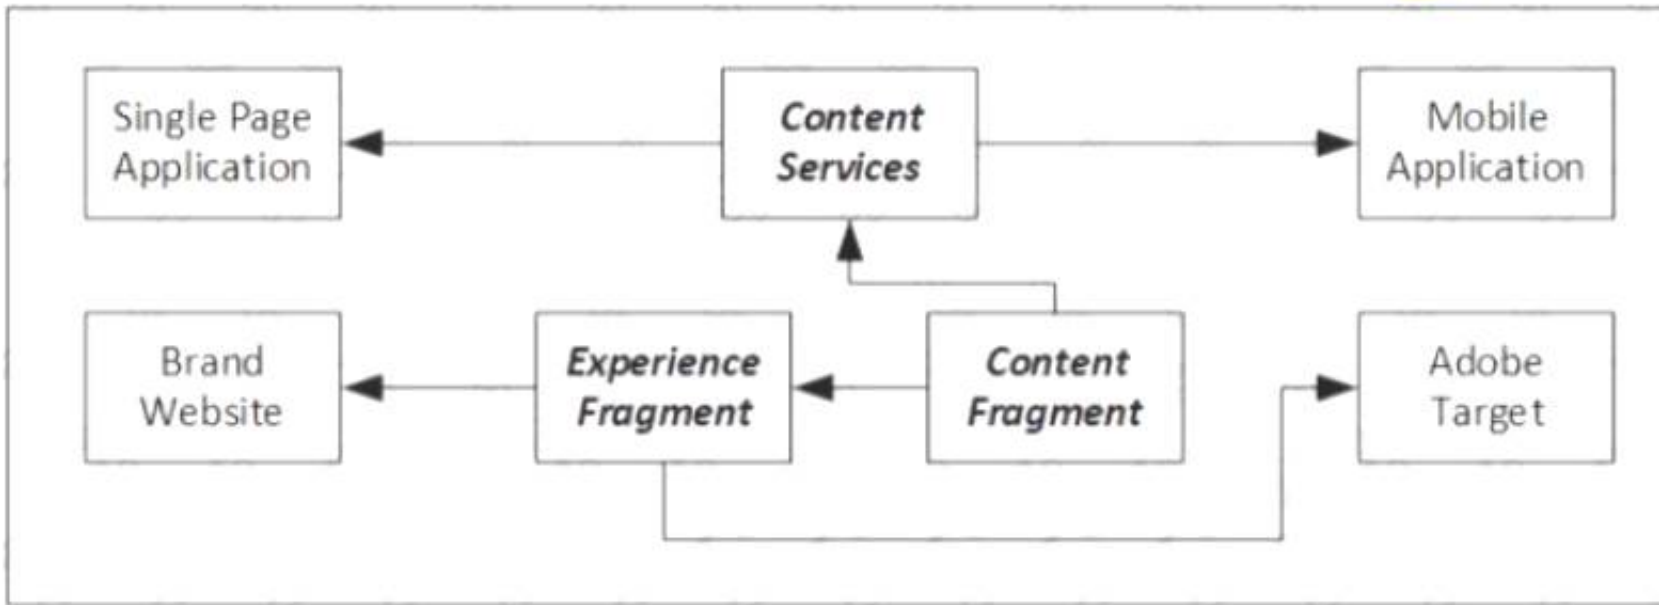 Single Page
Application
Content
Services
Mobile
Application
Brand
Website
Experience
Fragment
Content
Fragment
Adobe
Target